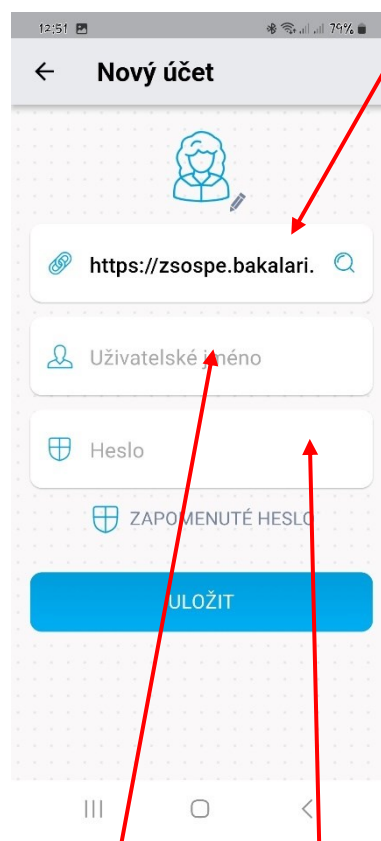 12:51 79%
Nový účet
https://zsospe.bakalari.
Uživatelské jméno
Heslo
ZAPOMENUTÉ HESLO
ULOŽIT